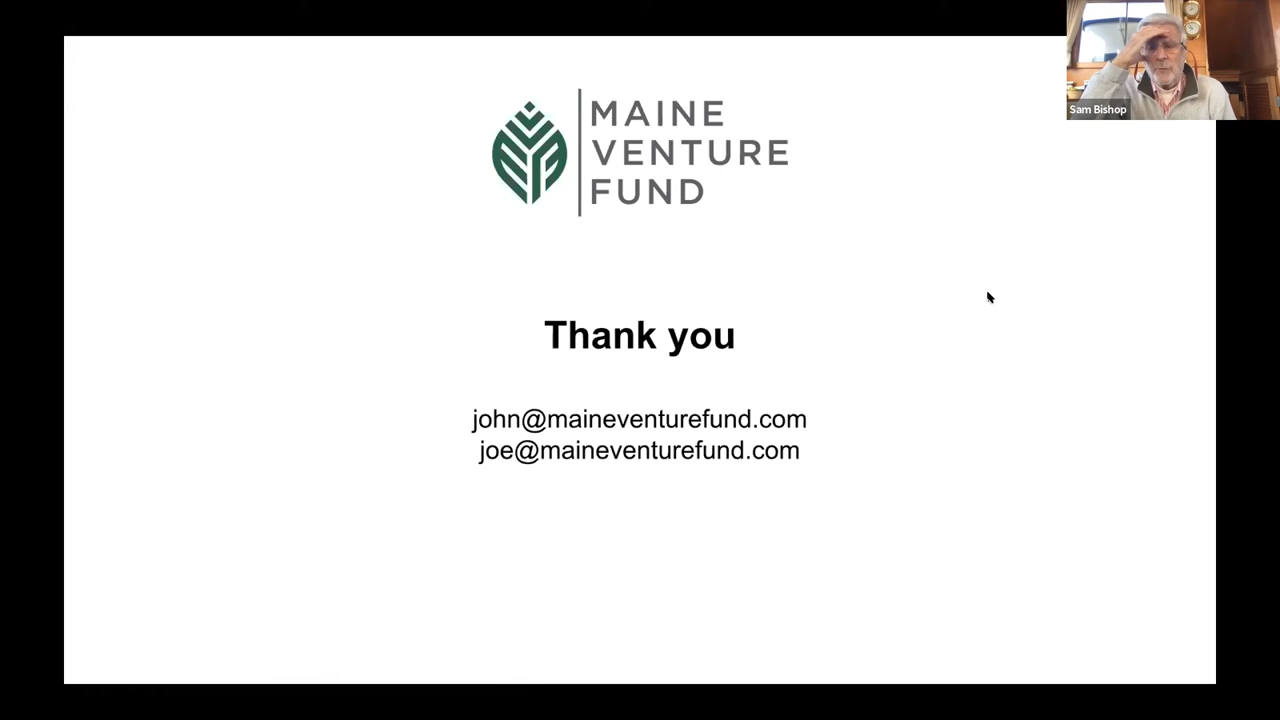 MAINE
VENTURE
FUND
Sam Bishop
Thank you
john@maineventurefund.com
joe@maineventurefund.com